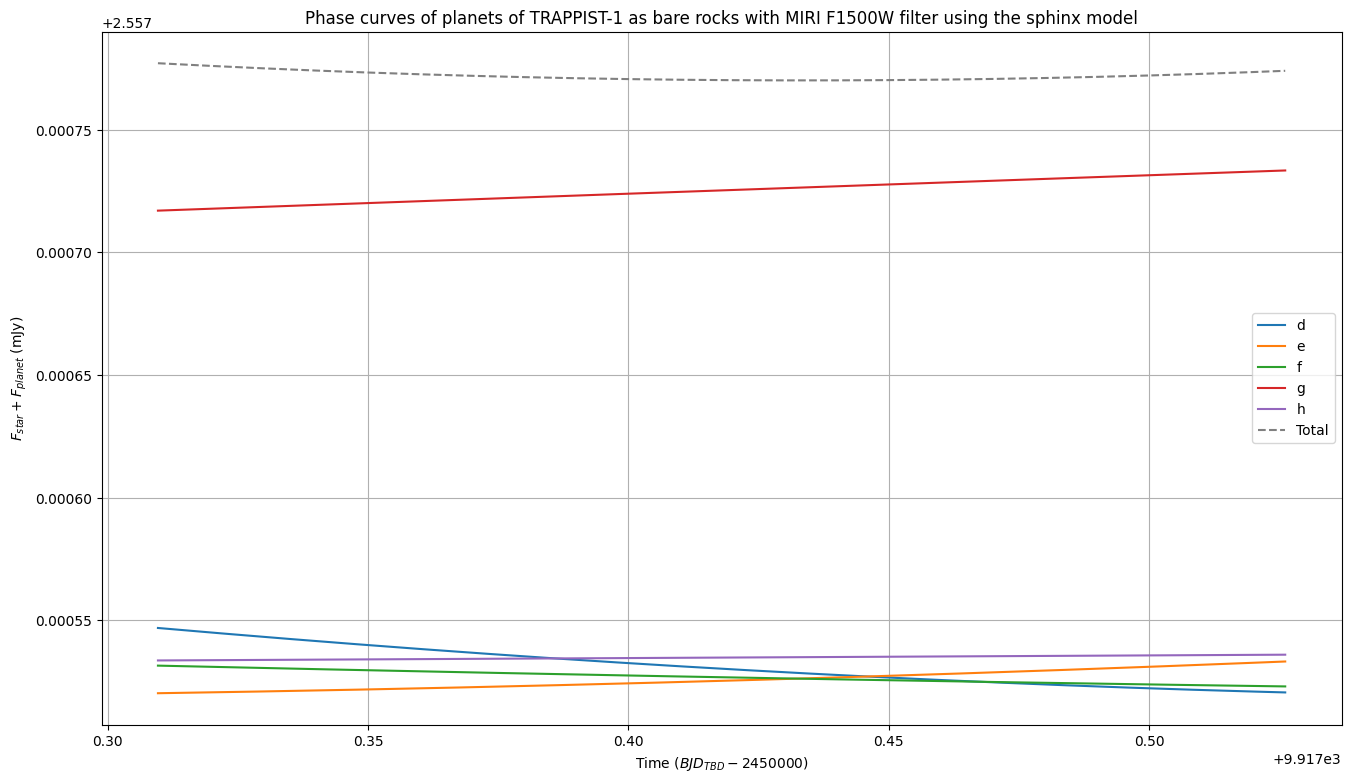 Phase curves of planets of TRAPPIST-1 as bare rocks with MIRI F1500W filter using the sphinx model
+2.557
0.00075
0.00070
0.00065
0.00060
0.00055
F_star + F_planet (mJy)
d
e
f
g
h
Total
0.30 0.35 0.40 0.45 0.50
+9.917e3
Time (BJD_TBD − 2450000)